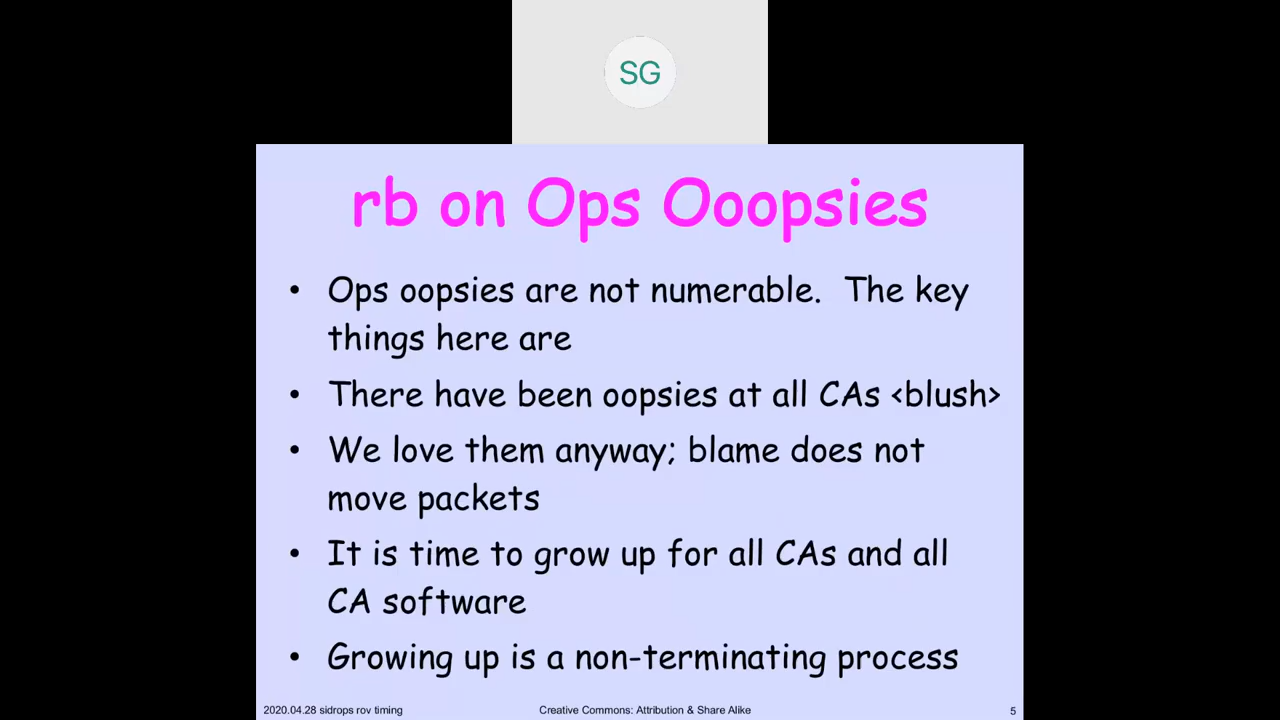 SG
rb on Ops Ooopsies
• Ops oopsies are not numerable.  The key
things here are
• There have been oopsies at all CAs <blush>
• We love them anyway; blame does not
move packets
• It is time to grow up for all CAs and all
CA software
• Growing up is a non-terminating process
2020.04.28 sidrops rov timing
Creative Commons: Attribution & Share Alike
5